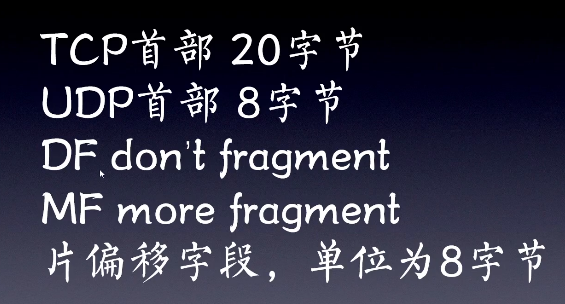 TCP首部 20字节
UDP首部 8字节
DF don't fragment
MF more fragment
片偏移字段，单位为8字节